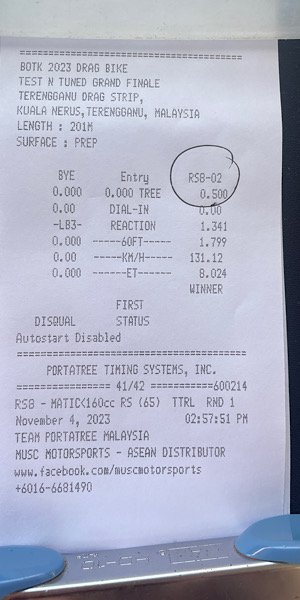 ================================================
BOTK 2023 DRAG BIKE
TEST N TUNED GRAND FINALE
TERENGGANU DRAG STRIP,
KUALA NERUS,TERENGGANU, MALAYSIA
LENGTH : 201M
SURFACE : PREP
BYE Entry RS8-02
0.000 0.000 TREE 0.500
0.00 DIAL-IN 0.00
-LB3- REACTION 1.341
0.000 ------60FT----- 1.799
0.00 -----KM/H----- 131.12
0.000 ------ET----- 8.024
WINNER
FIRST
DISQUAL STATUS
Autostart Disabled
================================================
PORTATREE TIMING SYSTEMS, INC.
================ 41/42 ===========600214
RS8 - MATIC<160cc RS (65) TTRL RND 1
November 4, 2023 02:57:51 PM
TEAM PORTATREE MALAYSIA
MUSC MOTORSPORTS - ASEAN DISTRIBUTOR
www.facebook.com/muscmotorsports
+6016-6681490